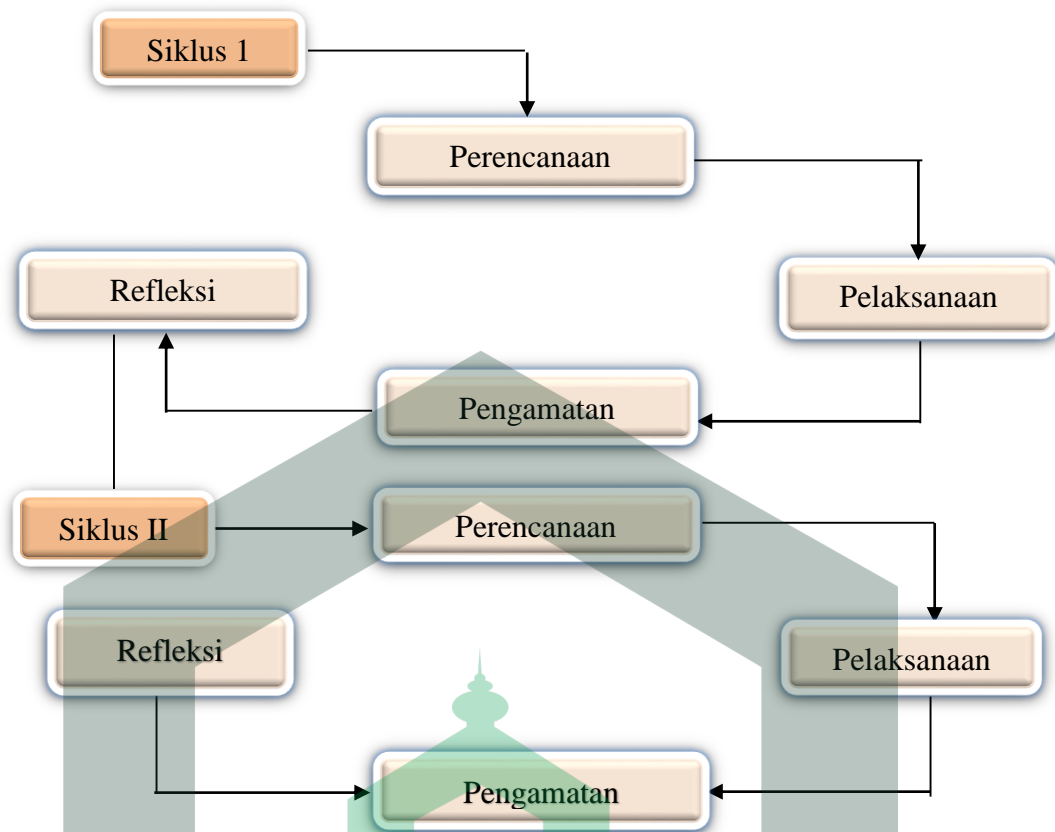 Siklus 1
Perencanaan
Refleksi
Pelaksanaan
Pengamatan
Siklus II
Perencanaan
Refleksi
Pelaksanaan
Pengamatan